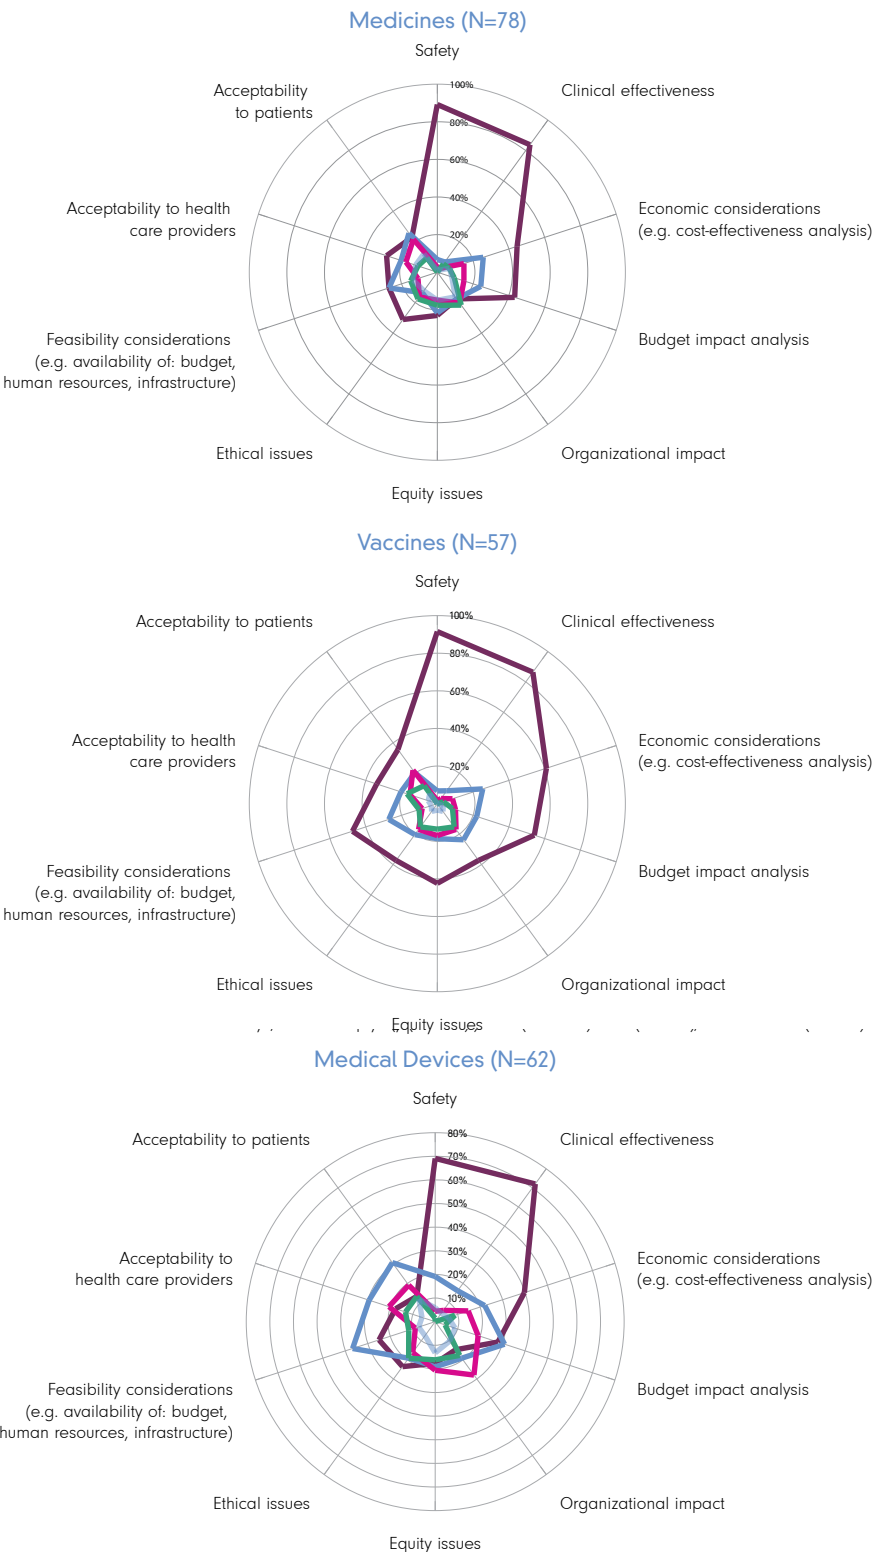 Medicines (N=78)
Safety
Acceptability
to patients
Clinical effectiveness
100%
80%
60%
40%
20%
Acceptability to health
care providers
Economic considerations
(e.g. cost-effectiveness analysis)
Feasibility considerations
(e.g. availability of: budget,
human resources, infrastructure)
Budget impact analysis
Ethical issues
Organizational impact
Equity issues
Vaccines (N=57)
Safety
Acceptability to patients
Clinical effectiveness
100%
80%
60%
40%
20%
Acceptability to health
care providers
Economic considerations
(e.g. cost-effectiveness analysis)
Feasibility considerations
(e.g. availability of: budget,
human resources, infrastructure)
Budget impact analysis
Ethical issues
Organizational impact
Equity issues
Medical Devices (N=62)
Safety
Acceptability to patients
Clinical effectiveness
80%
70%
60%
50%
40%
30%
20%
10%
Acceptability to
health care providers
Economic considerations
(e.g. cost-effectiveness analysis)
Feasibility considerations
(e.g. availability of: budget,
human resources, infrastructure)
Budget impact analysis
Ethical issues
Organizational impact
Equity issues